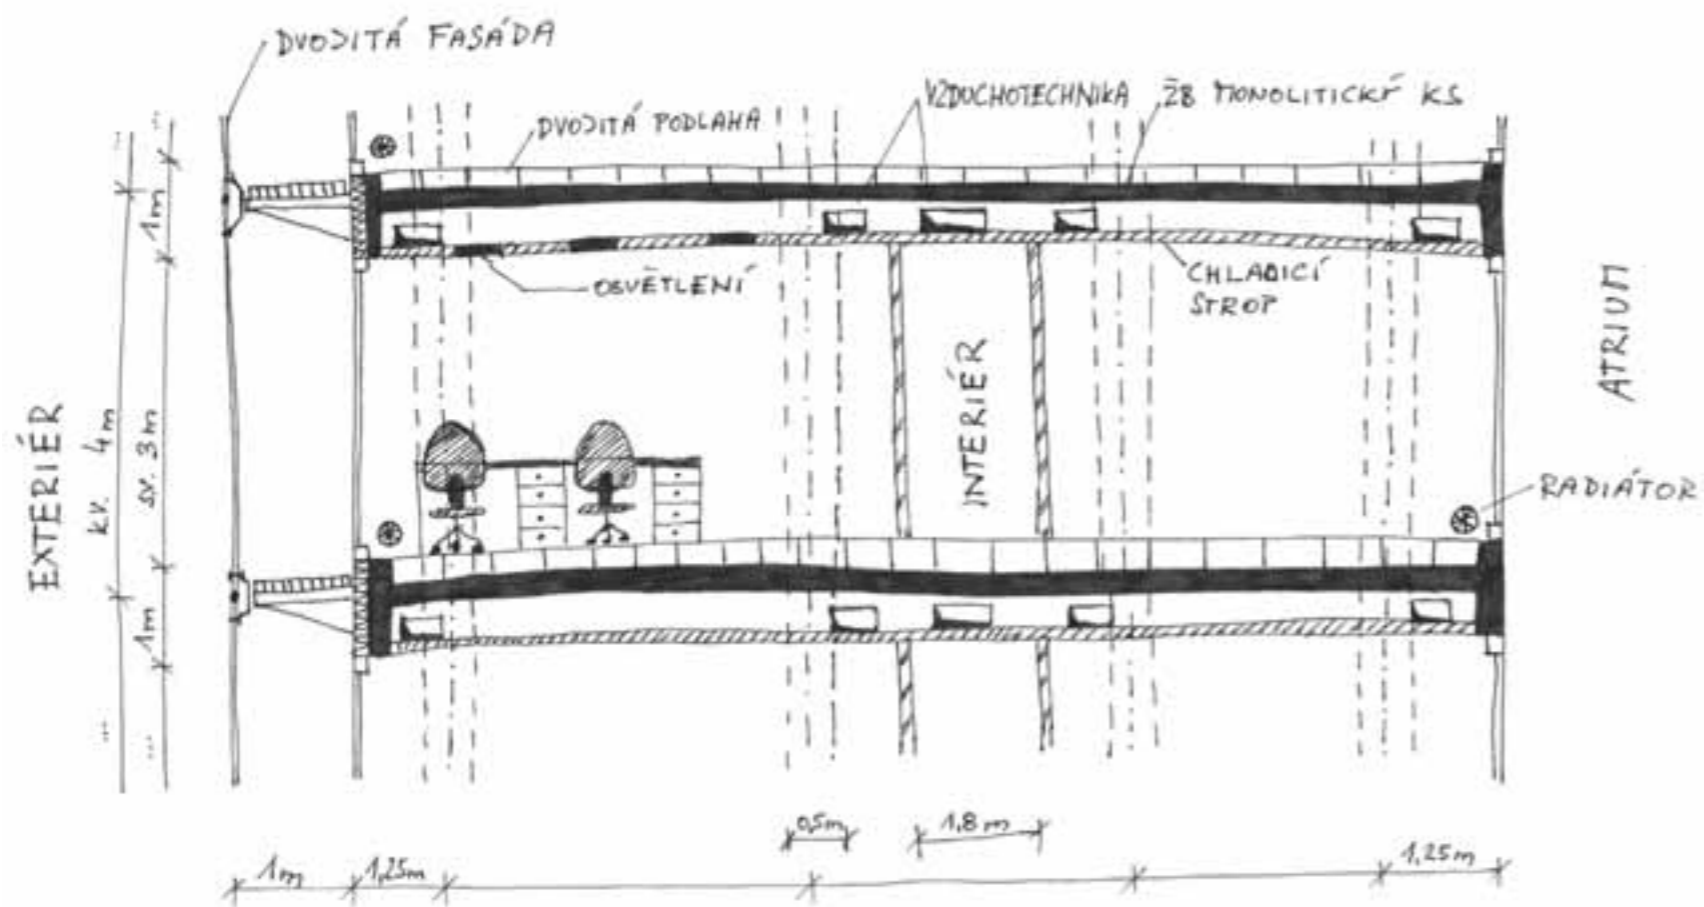 DVOJITÁ FASÁDA
DVOJITÁ PODLAHA
VZDUCHOTECHNIKA
ŽB MONOLITICKÝ KS
1m
OSVĚTLENÍ
CHLADICÍ
STROP
EXTERIÉR
kv. 4m
sv. 3m
INTERIÉR
ATRIUM
RADIÁTOR
1m
0,5m
1,8m
1m
1,25m
1,25m